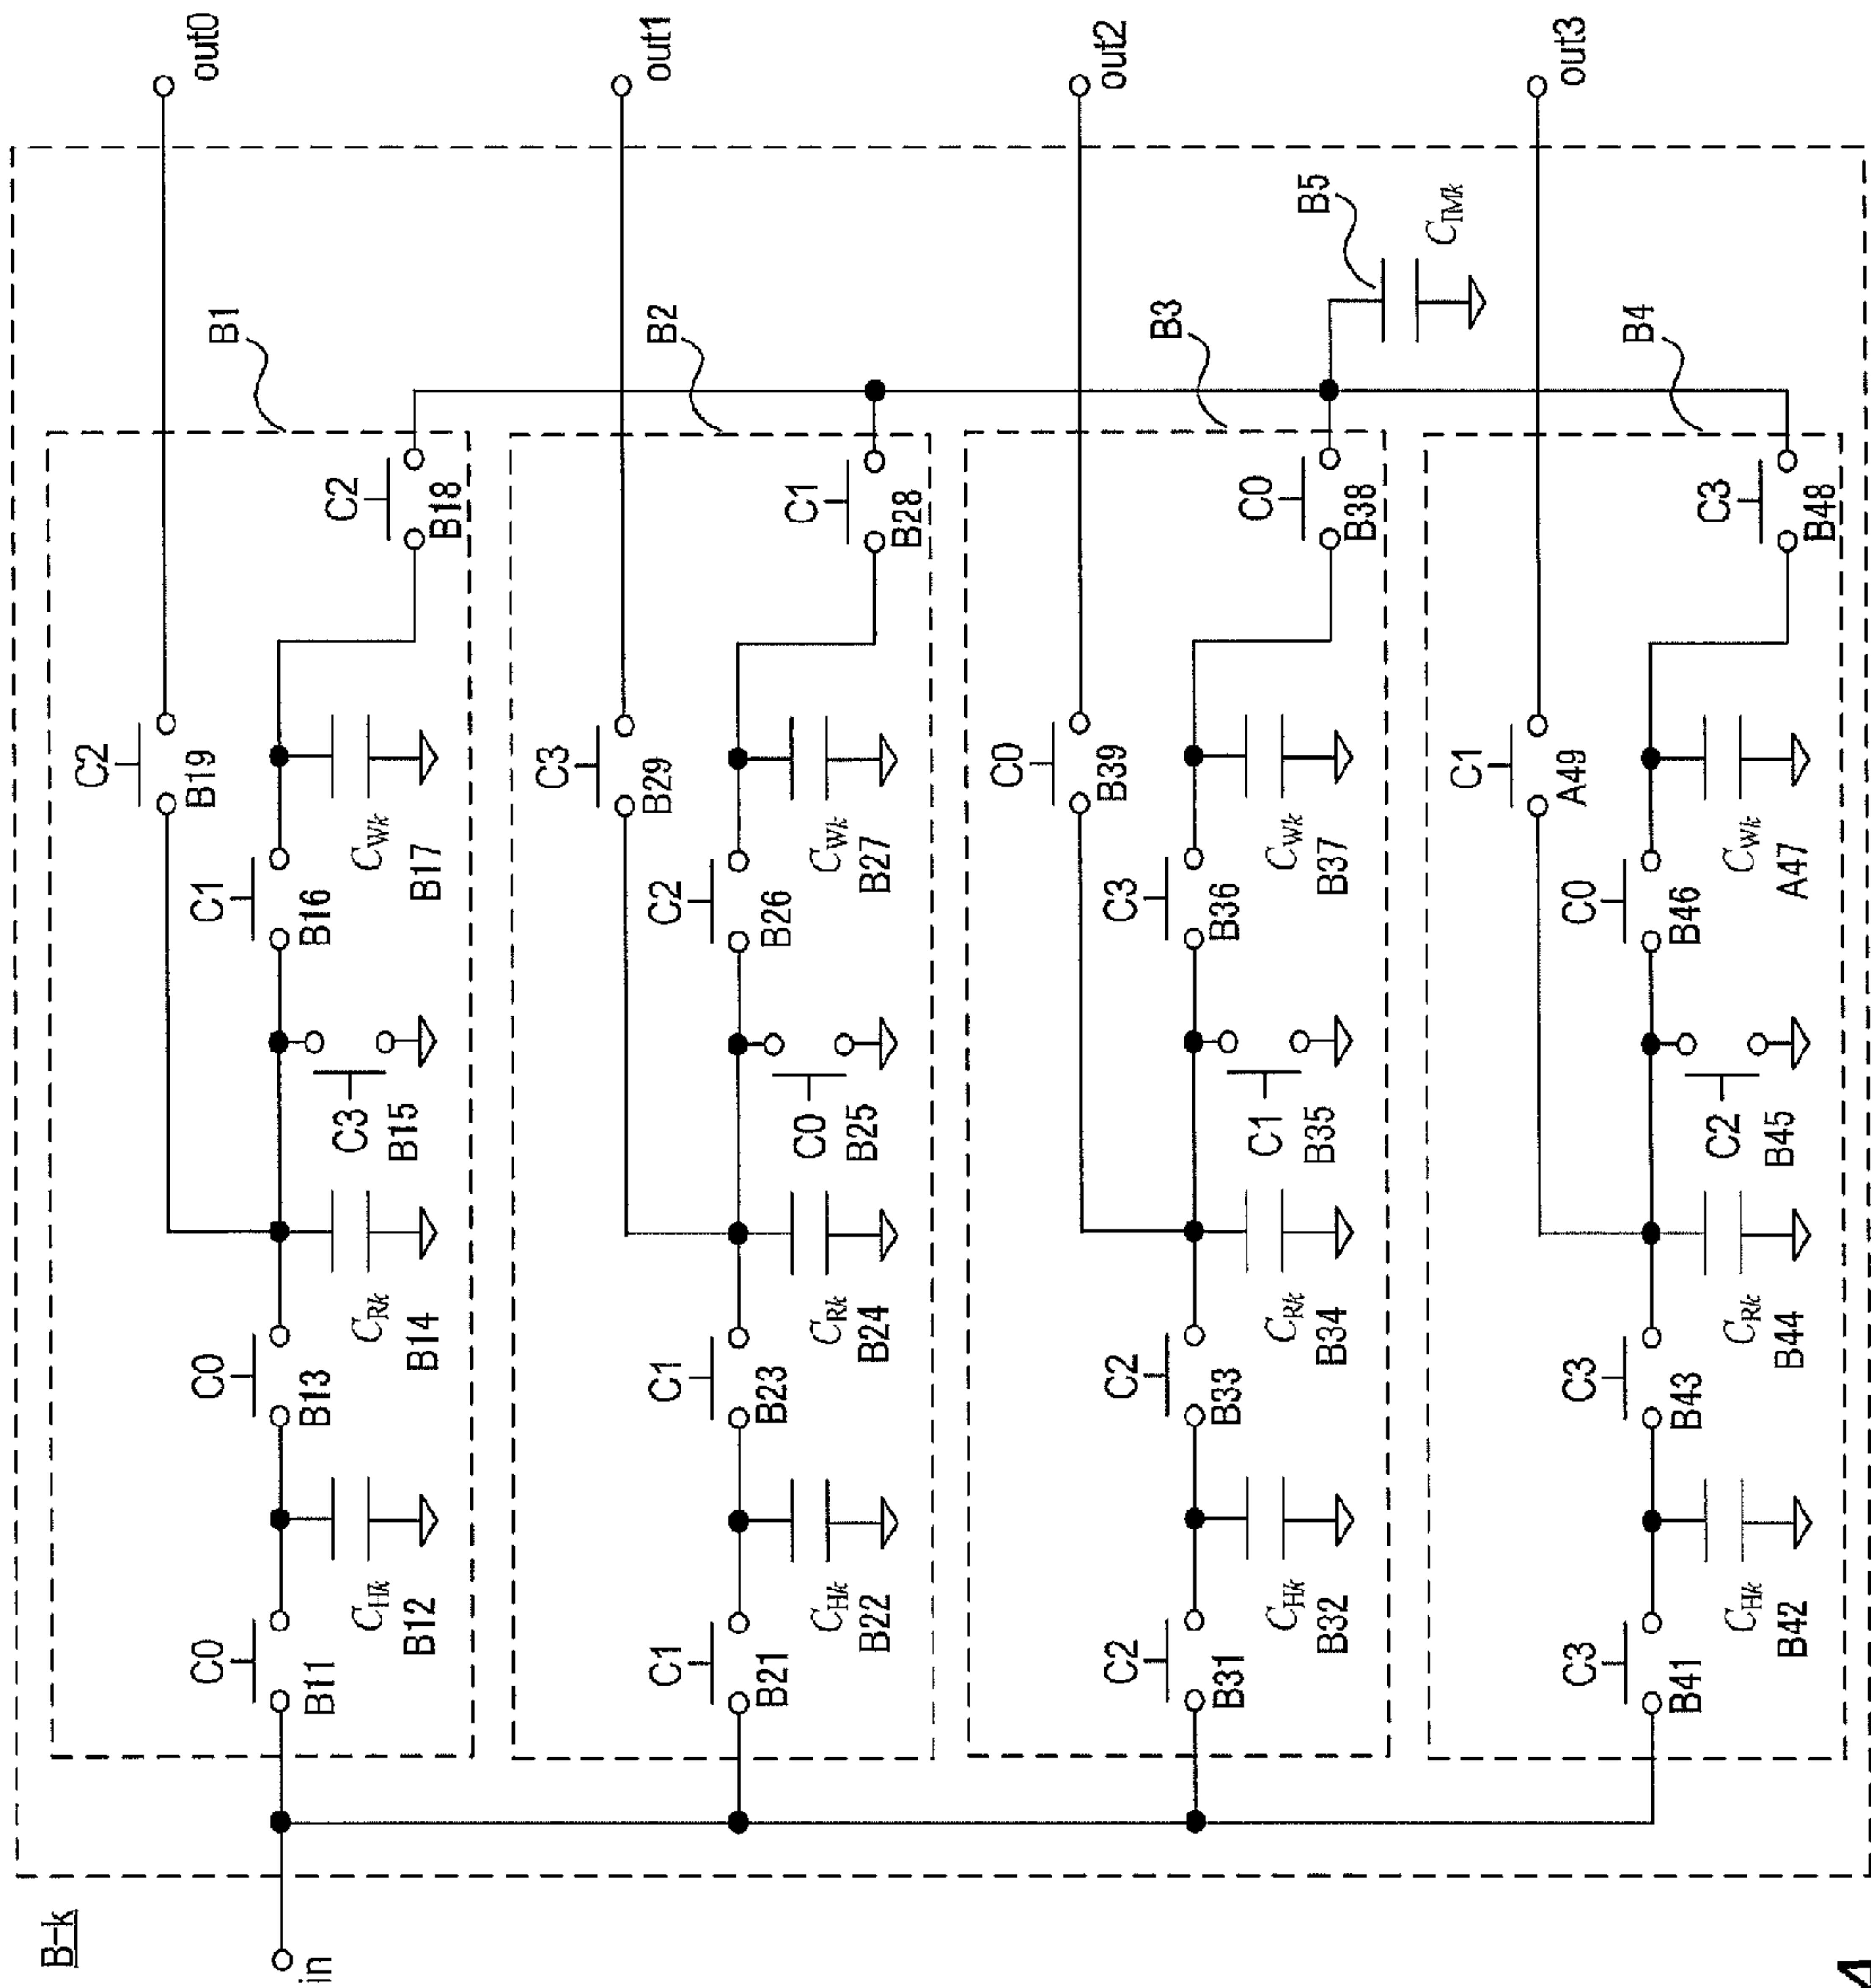 B-k
in
B1
C0
B11
C_Hk
B12
C0
B13
C_Rk
B14
C3
B15
C1
B16
C_Wk
B17
C2
B18
C2
B19
out0
B2
C1
B21
C_Hk
B22
C1
B23
C_Rk
B24
C0
B25
C2
B26
C_Wk
B27
C1
B28
C3
B29
out1
B3
C2
B31
C_Hk
B32
C2
B33
C_Rk
B34
C1
B35
C3
B36
C_Wk
B37
C0
B38
C0
B39
out2
B5
C_IMk
B4
C3
B41
C_Hk
B42
C3
B43
C_Rk
B44
C2
B45
C0
B46
C_Wk
A47
C3
B48
C1
A49
out3